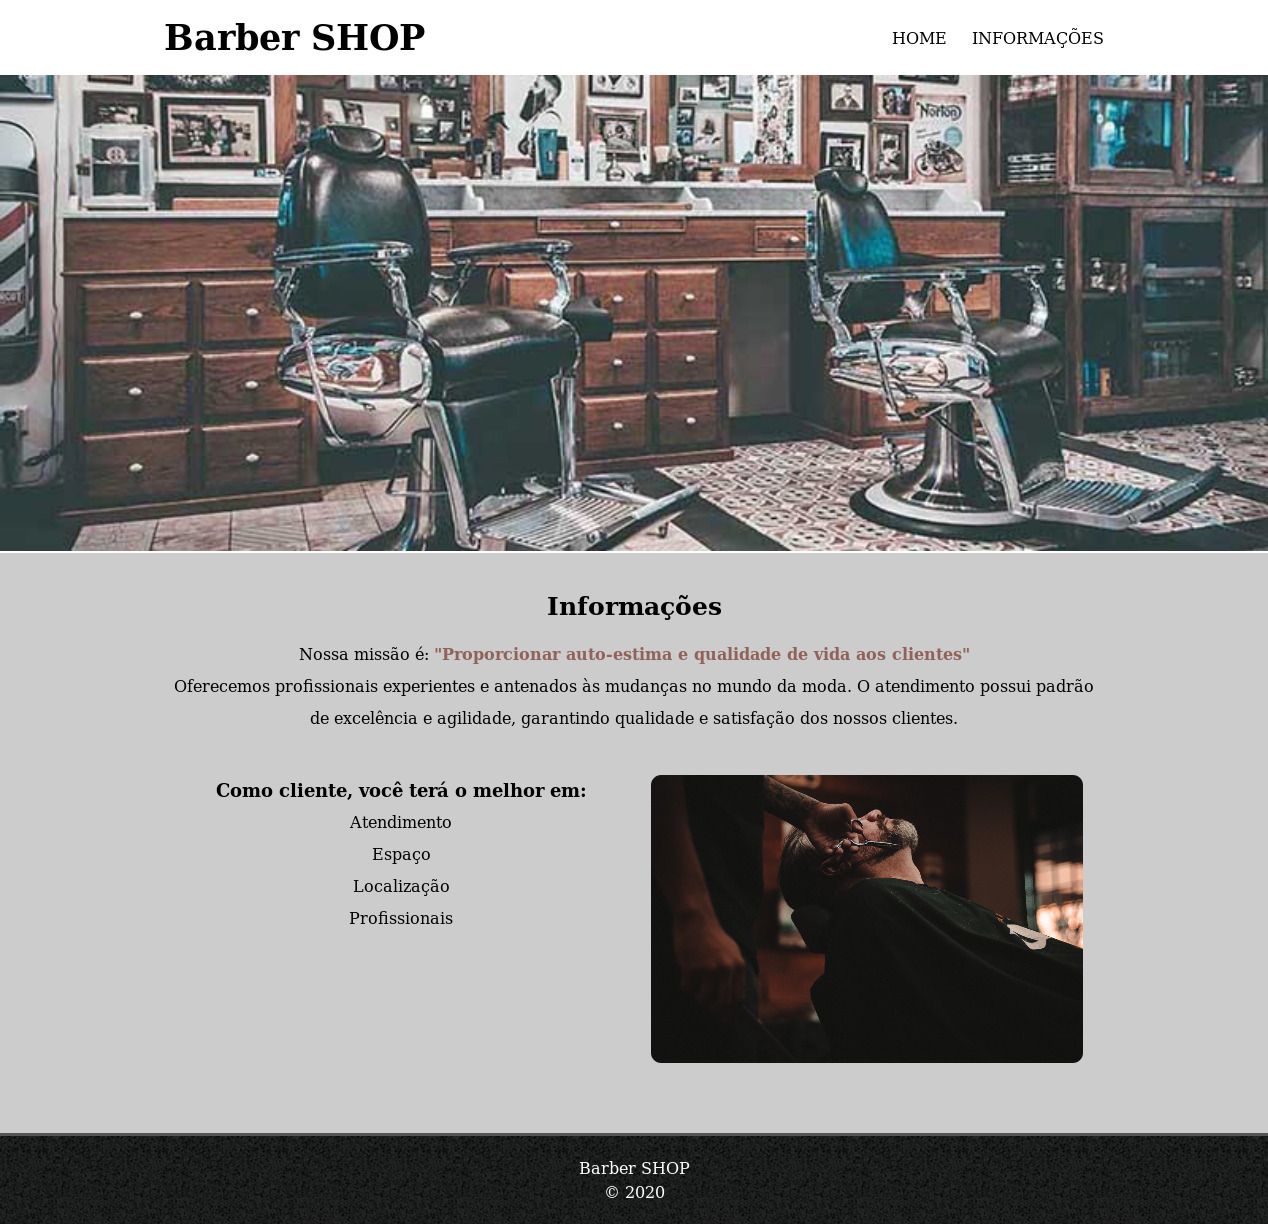 Barber SHOP
HOME INFORMAÇÕES
Norton
Informações
Nossa missão é: "Proporcionar auto-estima e qualidade de vida aos clientes"
Oferecemos profissionais experientes e antenados às mudanças no mundo da moda. O atendimento possui padrão
de excelência e agilidade, garantindo qualidade e satisfação dos nossos clientes.
Como cliente, você terá o melhor em:
Atendimento
Espaço
Localização
Profissionais
Barber SHOP
© 2020